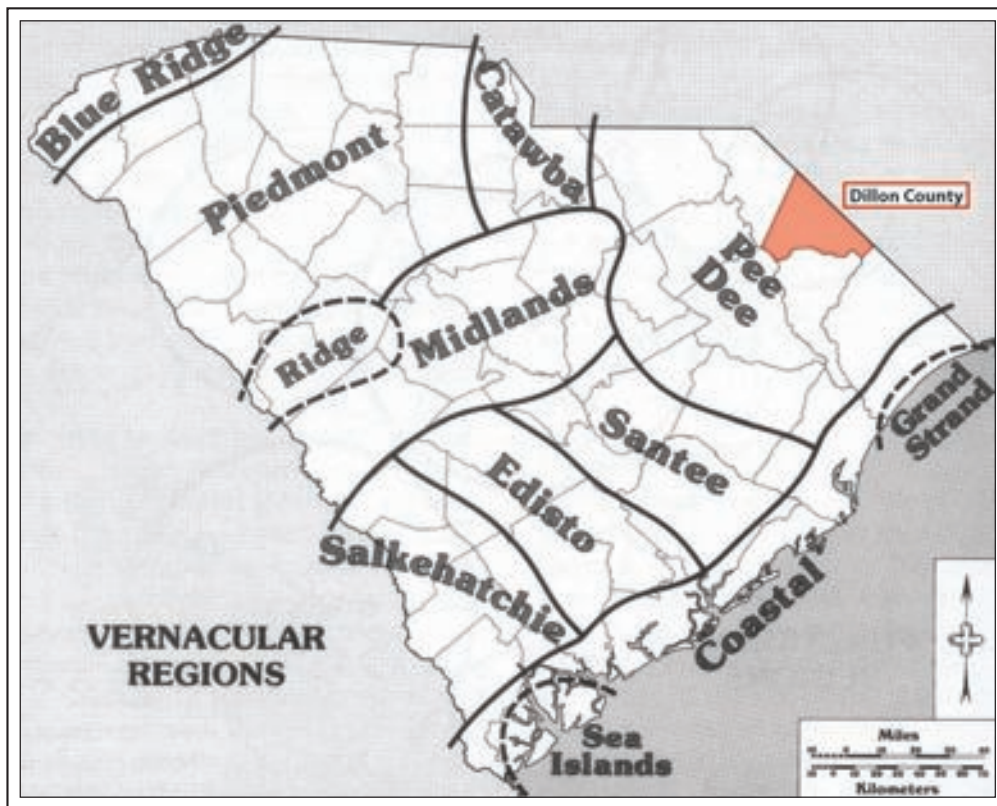 Blue Ridge
Piedmont
Catawba
Dillon County
Pee
Dee
Midlands
Ridge
Grand
Strand
Santee
Edisto
Salkehatchie
Coastal
VERNACULAR
REGIONS
Sea
Islands
Miles
Kilometers